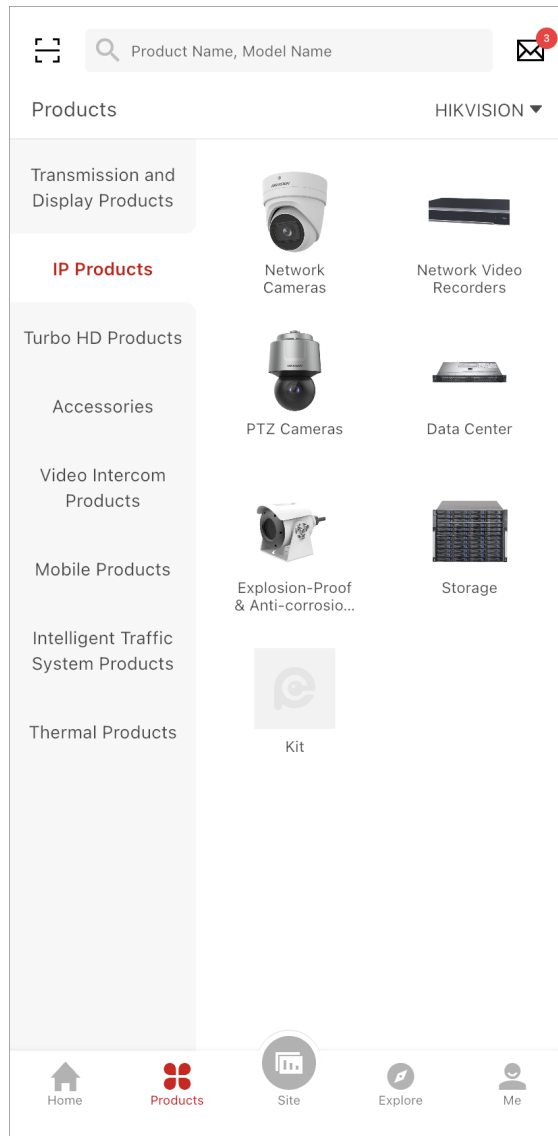 Product Name, Model Name
3
Products
HIKVISION
Transmission and
Display Products
IP Products
Turbo HD Products
Accessories
Video Intercom
Products
Mobile Products
Intelligent Traffic
System Products
Thermal Products
Network
Cameras
Network Video
Recorders
PTZ Cameras
Data Center
Explosion-Proof
& Anti-corrosio...
Storage
Kit
Home
Products
Site
Explore
Me